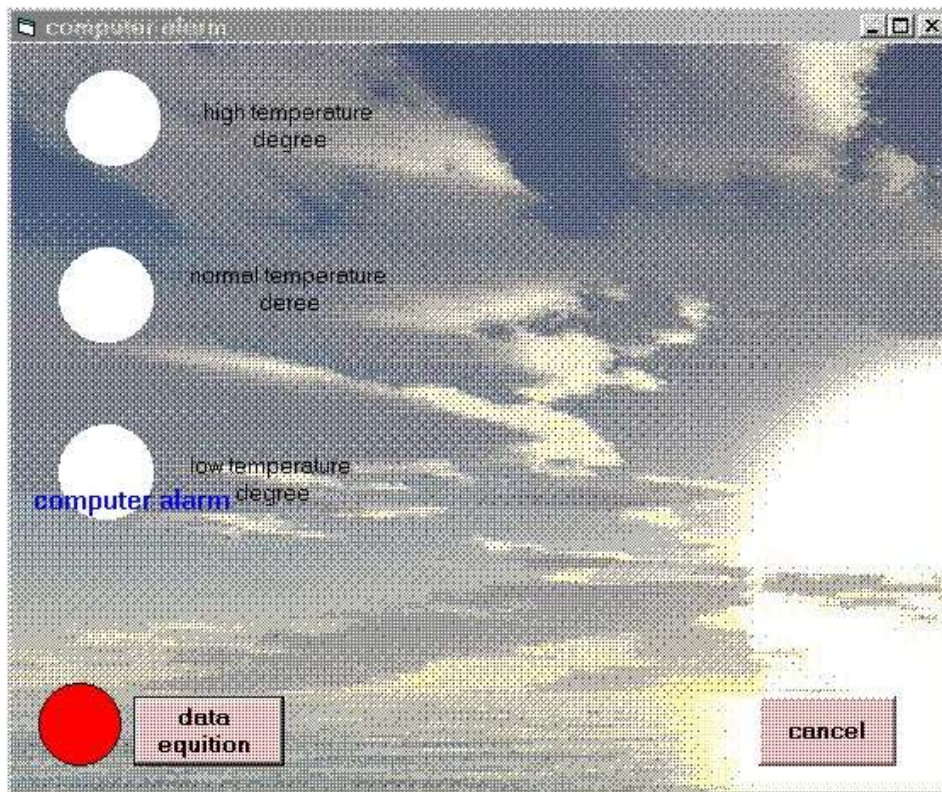 computer alarm
high temperature
degree
normal temperature
deree
low temperature
degree
computer alarm
data
equition
cancel